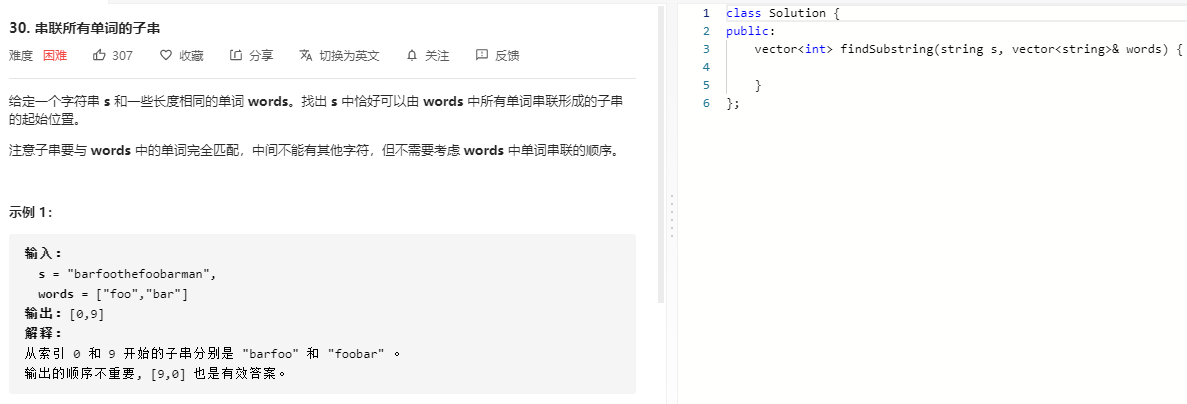 30. 串联所有单词的子串
难度 困难 307 收藏 分享 切换为英文 关注 反馈
给定一个字符串 s 和一些长度相同的单词 words。找出 s 中恰好可以由 words 中所有单词串联形成的子串
的起始位置。
注意子串要与 words 中的单词完全匹配，中间不能有其他字符，但不需要考虑 words 中单词串联的顺序。
示例 1：
输入：
s = "barfoothefoobarman",
words = ["foo","bar"]
输出：[0,9]
解释：
从索引 0 和 9 开始的子串分别是 "barfoo" 和 "foobar" 。
输出的顺序不重要, [9,0] 也是有效答案。
1 class Solution {
2 public:
3 vector<int> findSubstring(string s, vector<string>& words) {
4
5 }
6 };